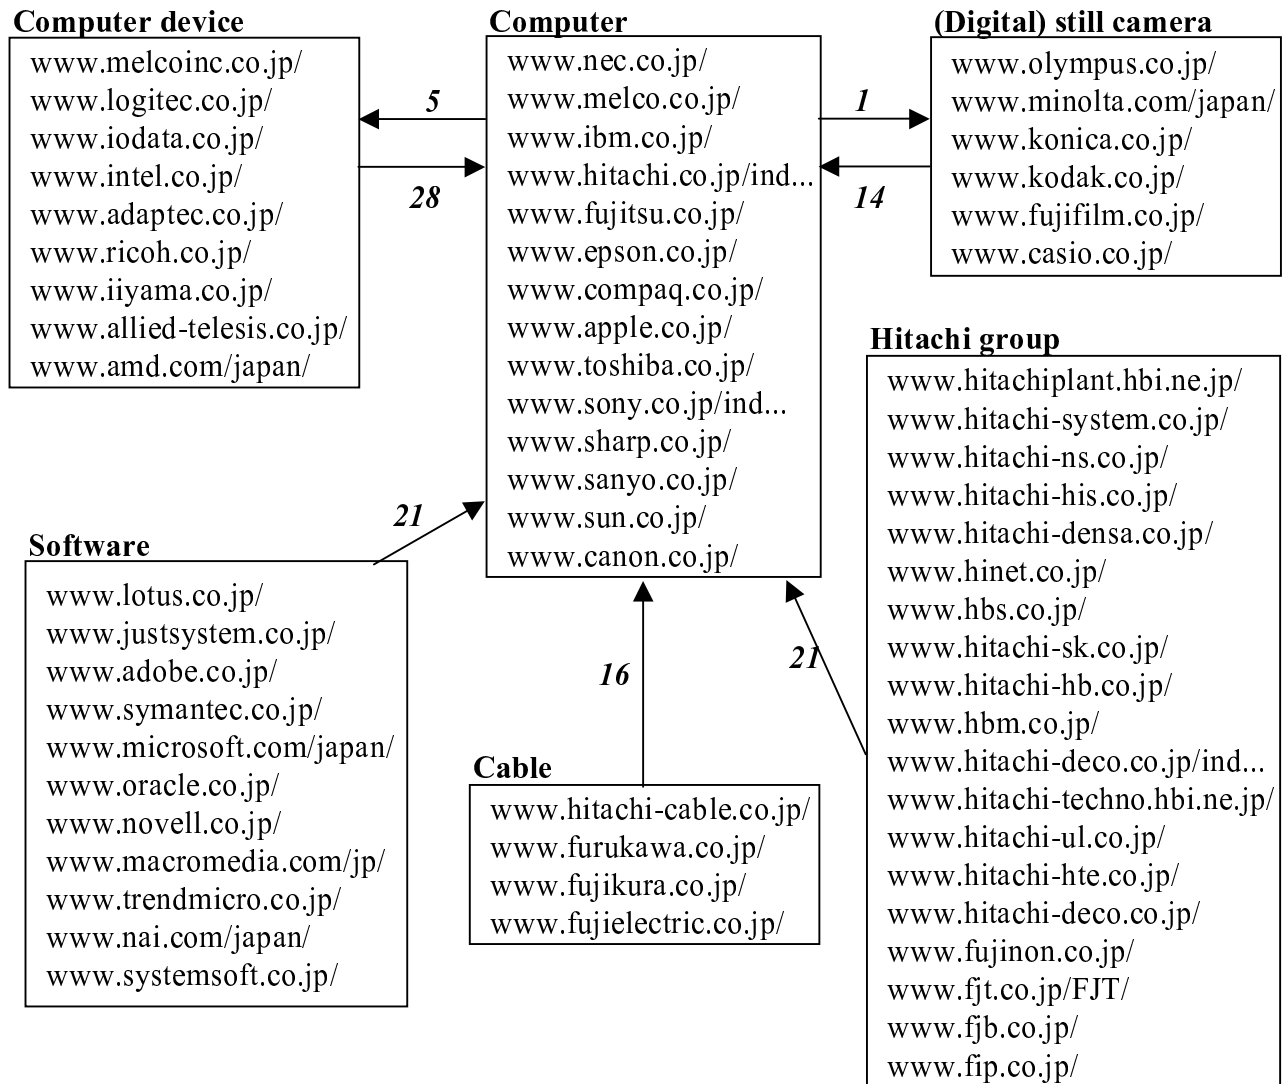 Computer device
www.melcoinc.co.jp/
www.logitec.co.jp/
www.iodata.co.jp/
www.intel.co.jp/
www.adaptec.co.jp/
www.ricoh.co.jp/
www.iiyama.co.jp/
www.allied-telesis.co.jp/
www.amd.com/japan/
5
28
Computer
www.nec.co.jp/
www.melco.co.jp/
www.ibm.co.jp/
www.hitachi.co.jp/ind...
www.fujitsu.co.jp/
www.epson.co.jp/
www.compaq.co.jp/
www.apple.co.jp/
www.toshiba.co.jp/
www.sony.co.jp/ind...
www.sharp.co.jp/
www.sanyo.co.jp/
www.sun.co.jp/
www.canon.co.jp/
1
14
(Digital) still camera
www.olympus.co.jp/
www.minolta.com/japan/
www.konica.co.jp/
www.kodak.co.jp/
www.fujifilm.co.jp/
www.casio.co.jp/
21
Software
www.lotus.co.jp/
www.justsystem.co.jp/
www.adobe.co.jp/
www.symantec.co.jp/
www.microsoft.com/japan/
www.oracle.co.jp/
www.novell.co.jp/
www.macromedia.com/jp/
www.trendmicro.co.jp/
www.nai.com/japan/
www.systemsoft.co.jp/
16
Cable
www.hitachi-cable.co.jp/
www.furukawa.co.jp/
www.fujikura.co.jp/
www.fujielectric.co.jp/
21
Hitachi group
www.hitachiplant.hbi.ne.jp/
www.hitachi-system.co.jp/
www.hitachi-ns.co.jp/
www.hitachi-his.co.jp/
www.hitachi-densa.co.jp/
www.hinet.co.jp/
www.hbs.co.jp/
www.hitachi-sk.co.jp/
www.hitachi-hb.co.jp/
www.hbm.co.jp/
www.hitachi-deco.co.jp/ind...
www.hitachi-techno.hbi.ne.jp/
www.hitachi-ul.co.jp/
www.hitachi-hte.co.jp/
www.hitachi-deco.co.jp/
www.fujinon.co.jp/
www.fjt.co.jp/FJT/
www.fjb.co.jp/
www.fip.co.jp/